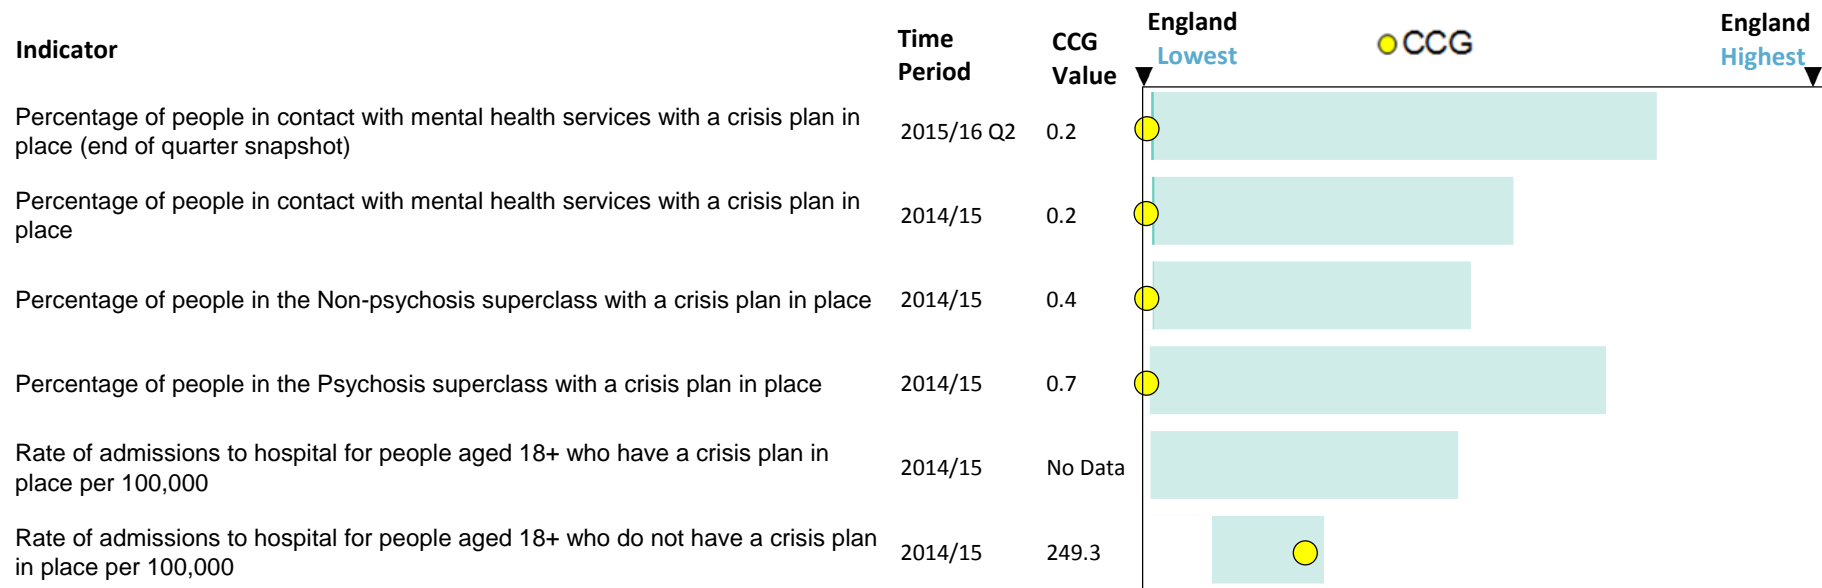 Indicator
Time
Period
CCG
Value
England
Lowest
CCG
England
Highest
Percentage of people in contact with mental health services with a crisis plan in
place (end of quarter snapshot)
2015/16 Q2
0.2
Percentage of people in contact with mental health services with a crisis plan in
place
2014/15
0.2
Percentage of people in the Non-psychosis superclass with a crisis plan in place
2014/15
0.4
Percentage of people in the Psychosis superclass with a crisis plan in place
2014/15
0.7
Rate of admissions to hospital for people aged 18+ who have a crisis plan in
place per 100,000
2014/15
No Data
Rate of admissions to hospital for people aged 18+ who do not have a crisis plan
in place per 100,000
2014/15
249.3